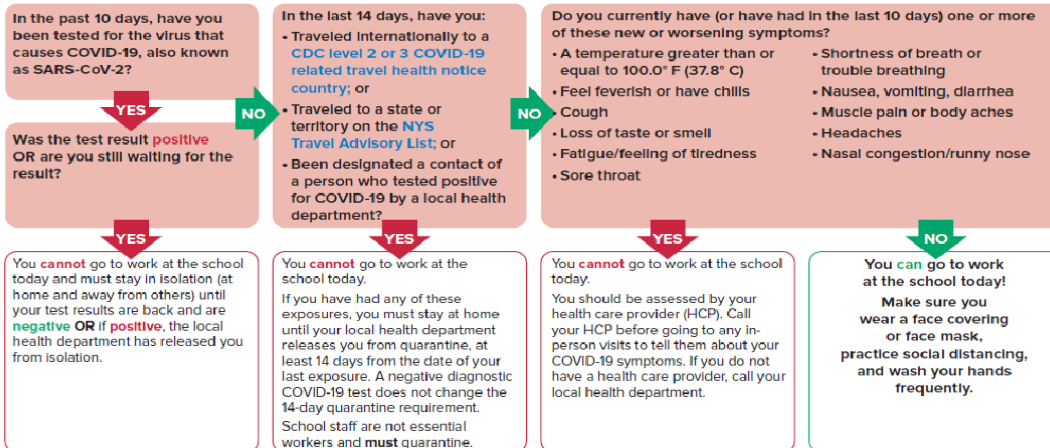 In the past 10 days, have you
been tested for the virus that
causes COVID-19, also known
as SARS-CoV-2?
YES
NO
Was the test result positive
OR are you still waiting for the
result?
YES
You cannot go to work at the school
today and must stay in isolation (at
home and away from others) until
your test results are back and are
negative OR if positive, the local
health department has released you
from isolation.
In the last 14 days, have you:
• Traveled internationally to a
CDC level 2 or 3 COVID-19
related travel health notice
country; or
• Traveled to a state or
territory on the NYS
Travel Advisory List; or
• Been designated a contact of
a person who tested positive
for COVID-19 by a local health
department?
NO
YES
You cannot go to work at the
school today.
If you have had any of these
exposures, you must stay at home
until your local health department
releases you from quarantine, at
least 14 days from the date of your
last exposure. A negative diagnostic
COVID-19 test does not change the
14-day quarantine requirement.
School staff are not essential
workers and must quarantine.
Do you currently have (or have had in the last 10 days) one or more
of these new or worsening symptoms?
• A temperature greater than or
equal to 100.0° F (37.8° C)
• Feel feverish or have chills
• Cough
• Loss of taste or smell
• Fatigue/feeling of tiredness
• Sore throat
• Shortness of breath or
trouble breathing
• Nausea, vomiting, diarrhea
• Muscle pain or body aches
• Headaches
• Nasal congestion/runny nose
YES
You cannot go to work at the school
today.
You should be assessed by your
health care provider (HCP). Call
your HCP before going to any in-
person visits to tell them about your
COVID-19 symptoms. If you do not
have a health care provider, call your
local health department.
NO
You can go to work
at the school today!
Make sure you
wear a face covering
or face mask,
practice social distancing,
and wash your hands
frequently.